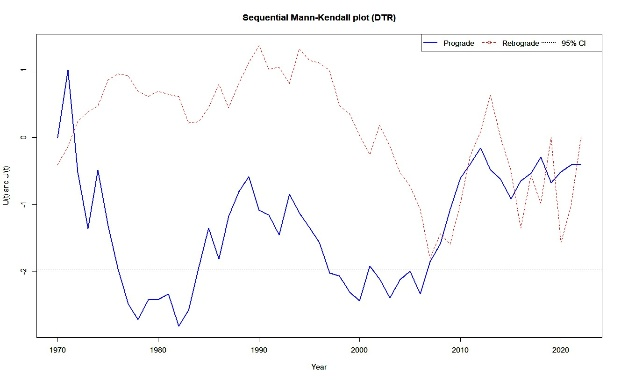 Sequential Mann-Kendall plot (DTR)
Prograde Retrograde 95% CI
1
0
-1
-2
U(t) and U'(t)
1970 1980 1990 2000 2010 2020
Year